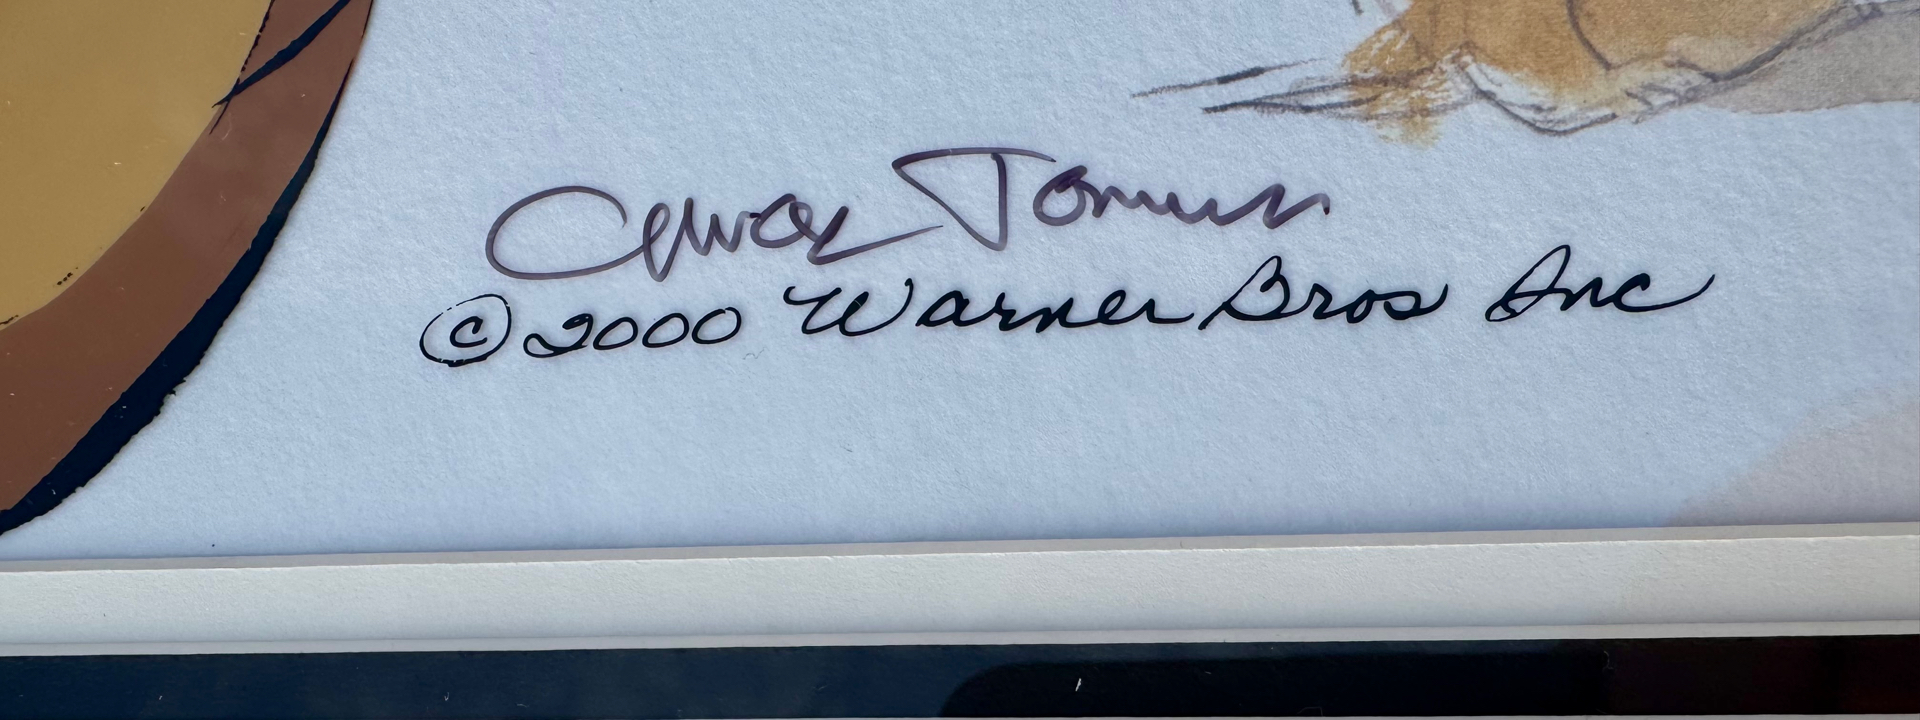 Chuck Jones
©2000 Warner Bros Inc